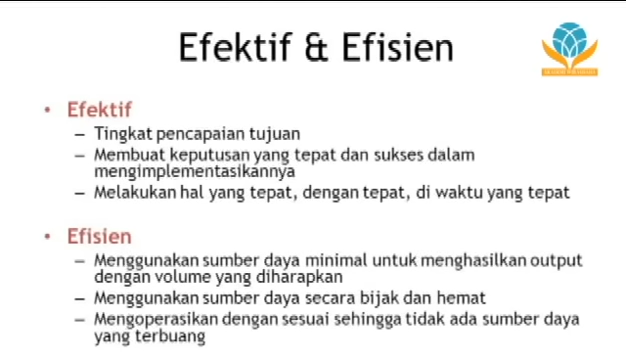 Efektif & Efisien
• Efektif
– Tingkat pencapaian tujuan
– Membuat keputusan yang tepat dan sukses dalam
mengimplementasikannya
– Melakukan hal yang tepat, dengan tepat, di waktu yang tepat
• Efisien
– Menggunakan sumber daya minimal untuk menghasilkan output
dengan volume yang diharapkan
– Menggunakan sumber daya secara bijak dan hemat
– Mengoperasikan dengan sesuai sehingga tidak ada sumber daya
yang terbuang